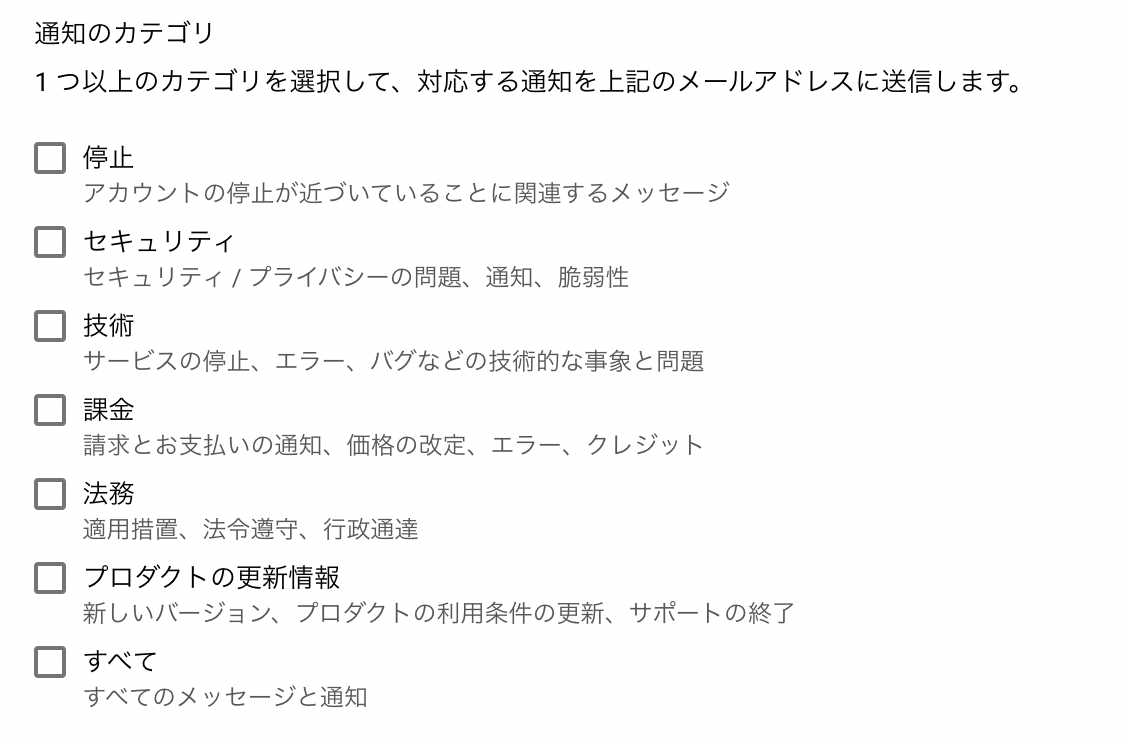 通知のカテゴリ
1 つ以上のカテゴリを選択して、対応する通知を上記のメールアドレスに送信します。
停止
アカウントの停止が近づいていることに関連するメッセージ
セキュリティ
セキュリティ / プライバシーの問題、通知、脆弱性
技術
サービスの停止、エラー、バグなどの技術的な事象と問題
課金
請求とお支払いの通知、価格の改定、エラー、クレジット
法務
適用措置、法令遵守、行政通達
プロダクトの更新情報
新しいバージョン、プロダクトの利用条件の更新、サポートの終了
すべて
すべてのメッセージと通知